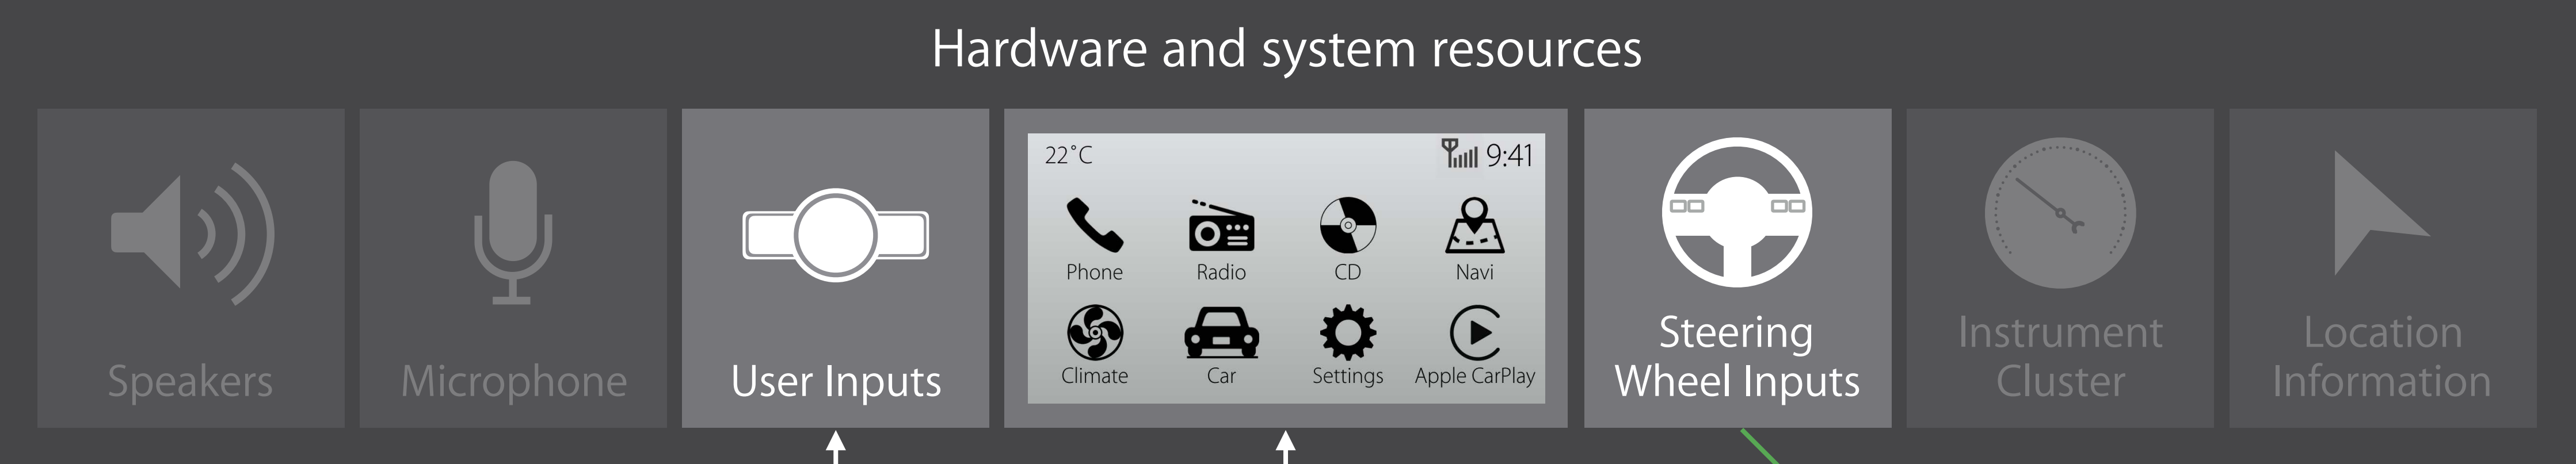 Hardware and system resources
Speakers
Microphone
User Inputs
22°C
9:41
Phone
Radio
CD
Navi
Climate
Car
Settings
Apple CarPlay
Steering
Wheel Inputs
Instrument
Cluster
Location
Information